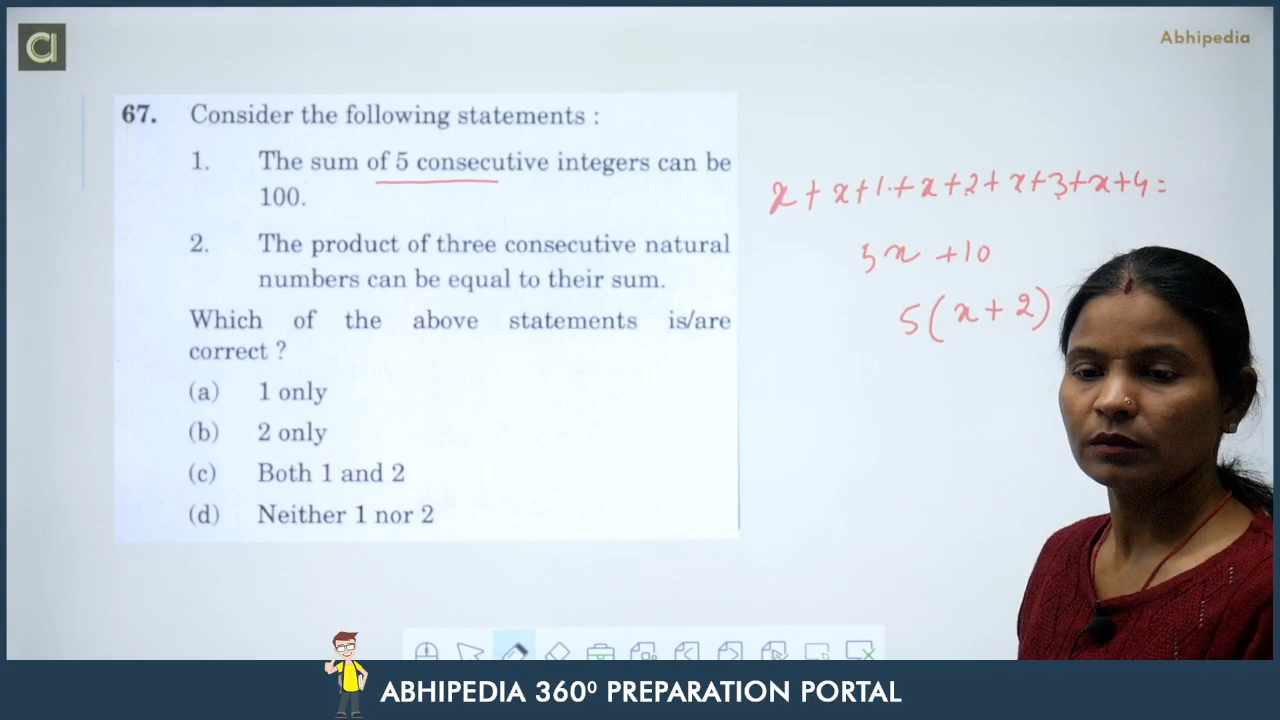 Abhipedia
67. Consider the following statements :
1. The sum of 5 consecutive integers can be
100.
2. The product of three consecutive natural
numbers can be equal to their sum.
Which of the above statements is/are
correct ?
(a) 1 only
(b) 2 only
(c) Both 1 and 2
(d) Neither 1 nor 2
x + x+1 + x+2 + x+3 + x+4 =
5x + 10
5(x + 2)
ABHIPEDIA 360⁰ PREPARATION PORTAL